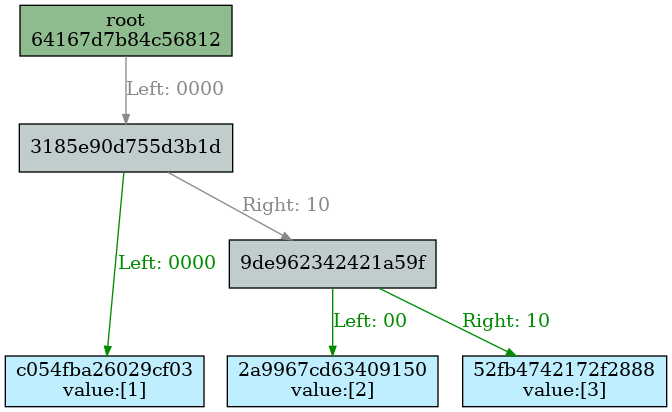 root
64167d7b84c56812
Left: 0000
3185e90d755d3b1d
Right: 10
Left: 0000
9de962342421a59f
Left: 00
Right: 10
c054fba26029cf03
value:[1]
2a9967cd63409150
value:[2]
52fb4742172f2888
value:[3]